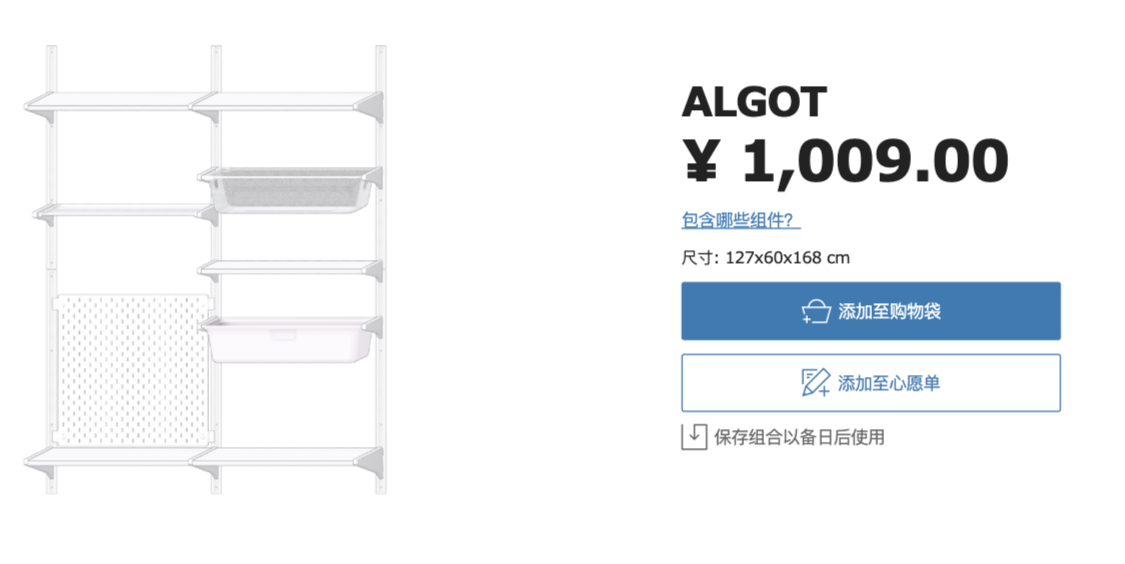 ALGOT
¥ 1,009.00
包含哪些组件?
尺寸: 127x60x168 cm
添加至购物袋
添加至心愿单
保存组合以备日后使用